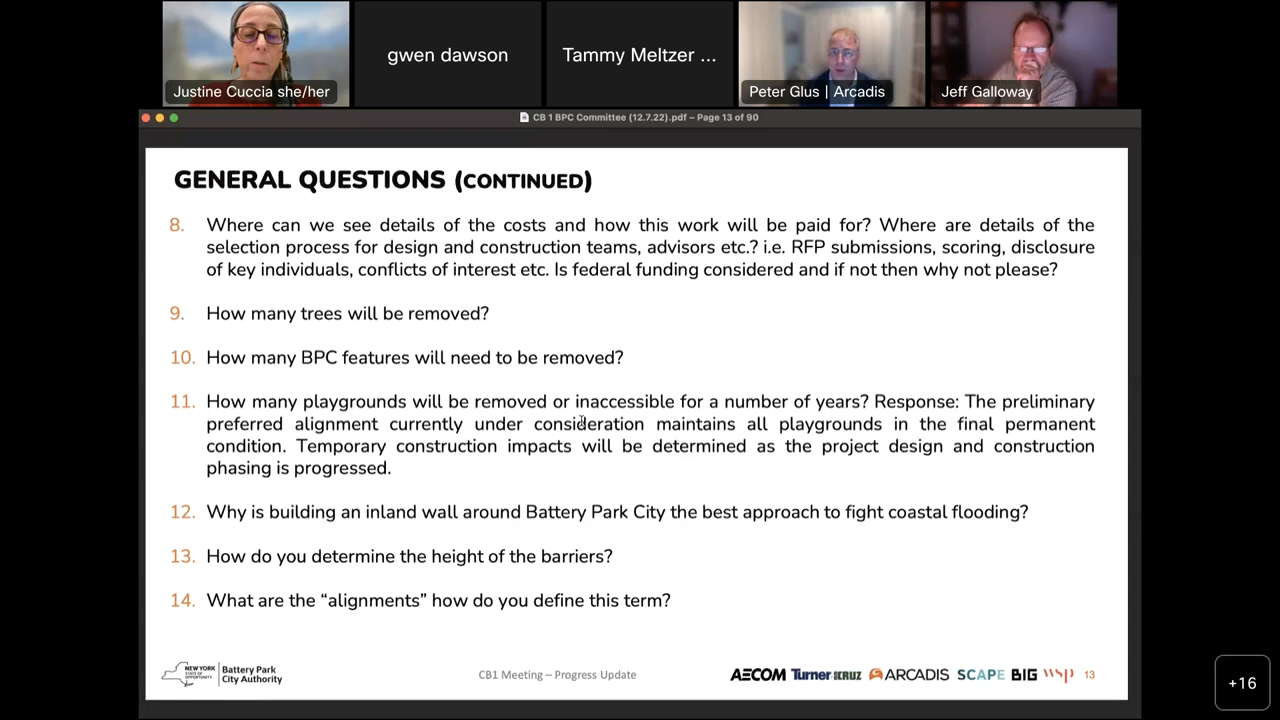 gwen dawson
Tammy Meltzer ...
Justine Cuccia she/her
Peter Glus | Arcadis
Jeff Galloway
CB 1 BPC Committee (12.7.22).pdf – Page 13 of 90
GENERAL QUESTIONS (CONTINUED)
8. Where can we see details of the costs and how this work will be paid for? Where are details of the
selection process for design and construction teams, advisors etc.? i.e. RFP submissions, scoring, disclosure
of key individuals, conflicts of interest etc. Is federal funding considered and if not then why not please?
9. How many trees will be removed?
10. How many BPC features will need to be removed?
11. How many playgrounds will be removed or inaccessible for a number of years? Response: The preliminary
preferred alignment currently under consideration maintains all playgrounds in the final permanent
condition. Temporary construction impacts will be determined as the project design and construction
phasing is progressed.
12. Why is building an inland wall around Battery Park City the best approach to fight coastal flooding?
13. How do you determine the height of the barriers?
14. What are the “alignments” how do you define this term?
NEW YORK
STATE OF
OPPORTUNITY
Battery Park
City Authority
CB1 Meeting – Progress Update
AECOM Turner CRUZ ARCADIS SCAPE BIG wsp 13
+16